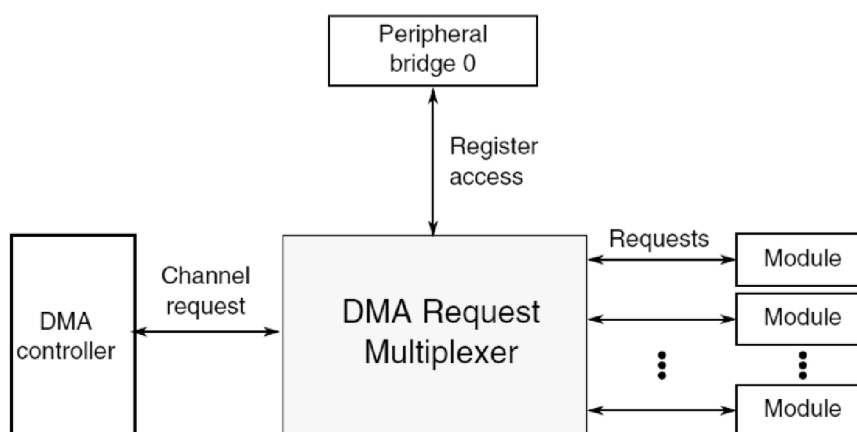 Peripheral
bridge 0
Register
access
Requests
Module
Channel
request
DMA Request
Multiplexer
DMA
controller
Module
Module